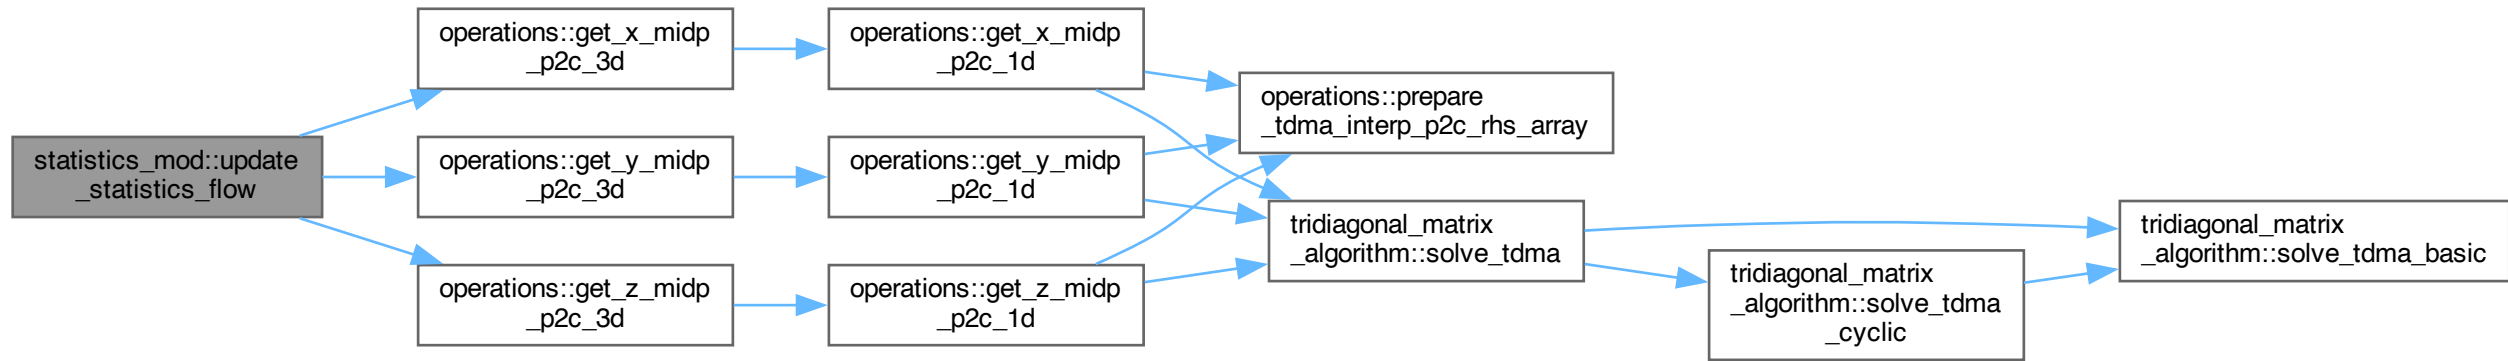 statistics_mod::update
_statistics_flow
operations::get_x_midp
_p2c_3d
operations::get_y_midp
_p2c_3d
operations::get_z_midp
_p2c_3d
operations::get_x_midp
_p2c_1d
operations::get_y_midp
_p2c_1d
operations::get_z_midp
_p2c_1d
operations::prepare
_tdma_interp_p2c_rhs_array
tridiagonal_matrix
_algorithm::solve_tdma
tridiagonal_matrix
_algorithm::solve_tdma
_cyclic
tridiagonal_matrix
_algorithm::solve_tdma_basic